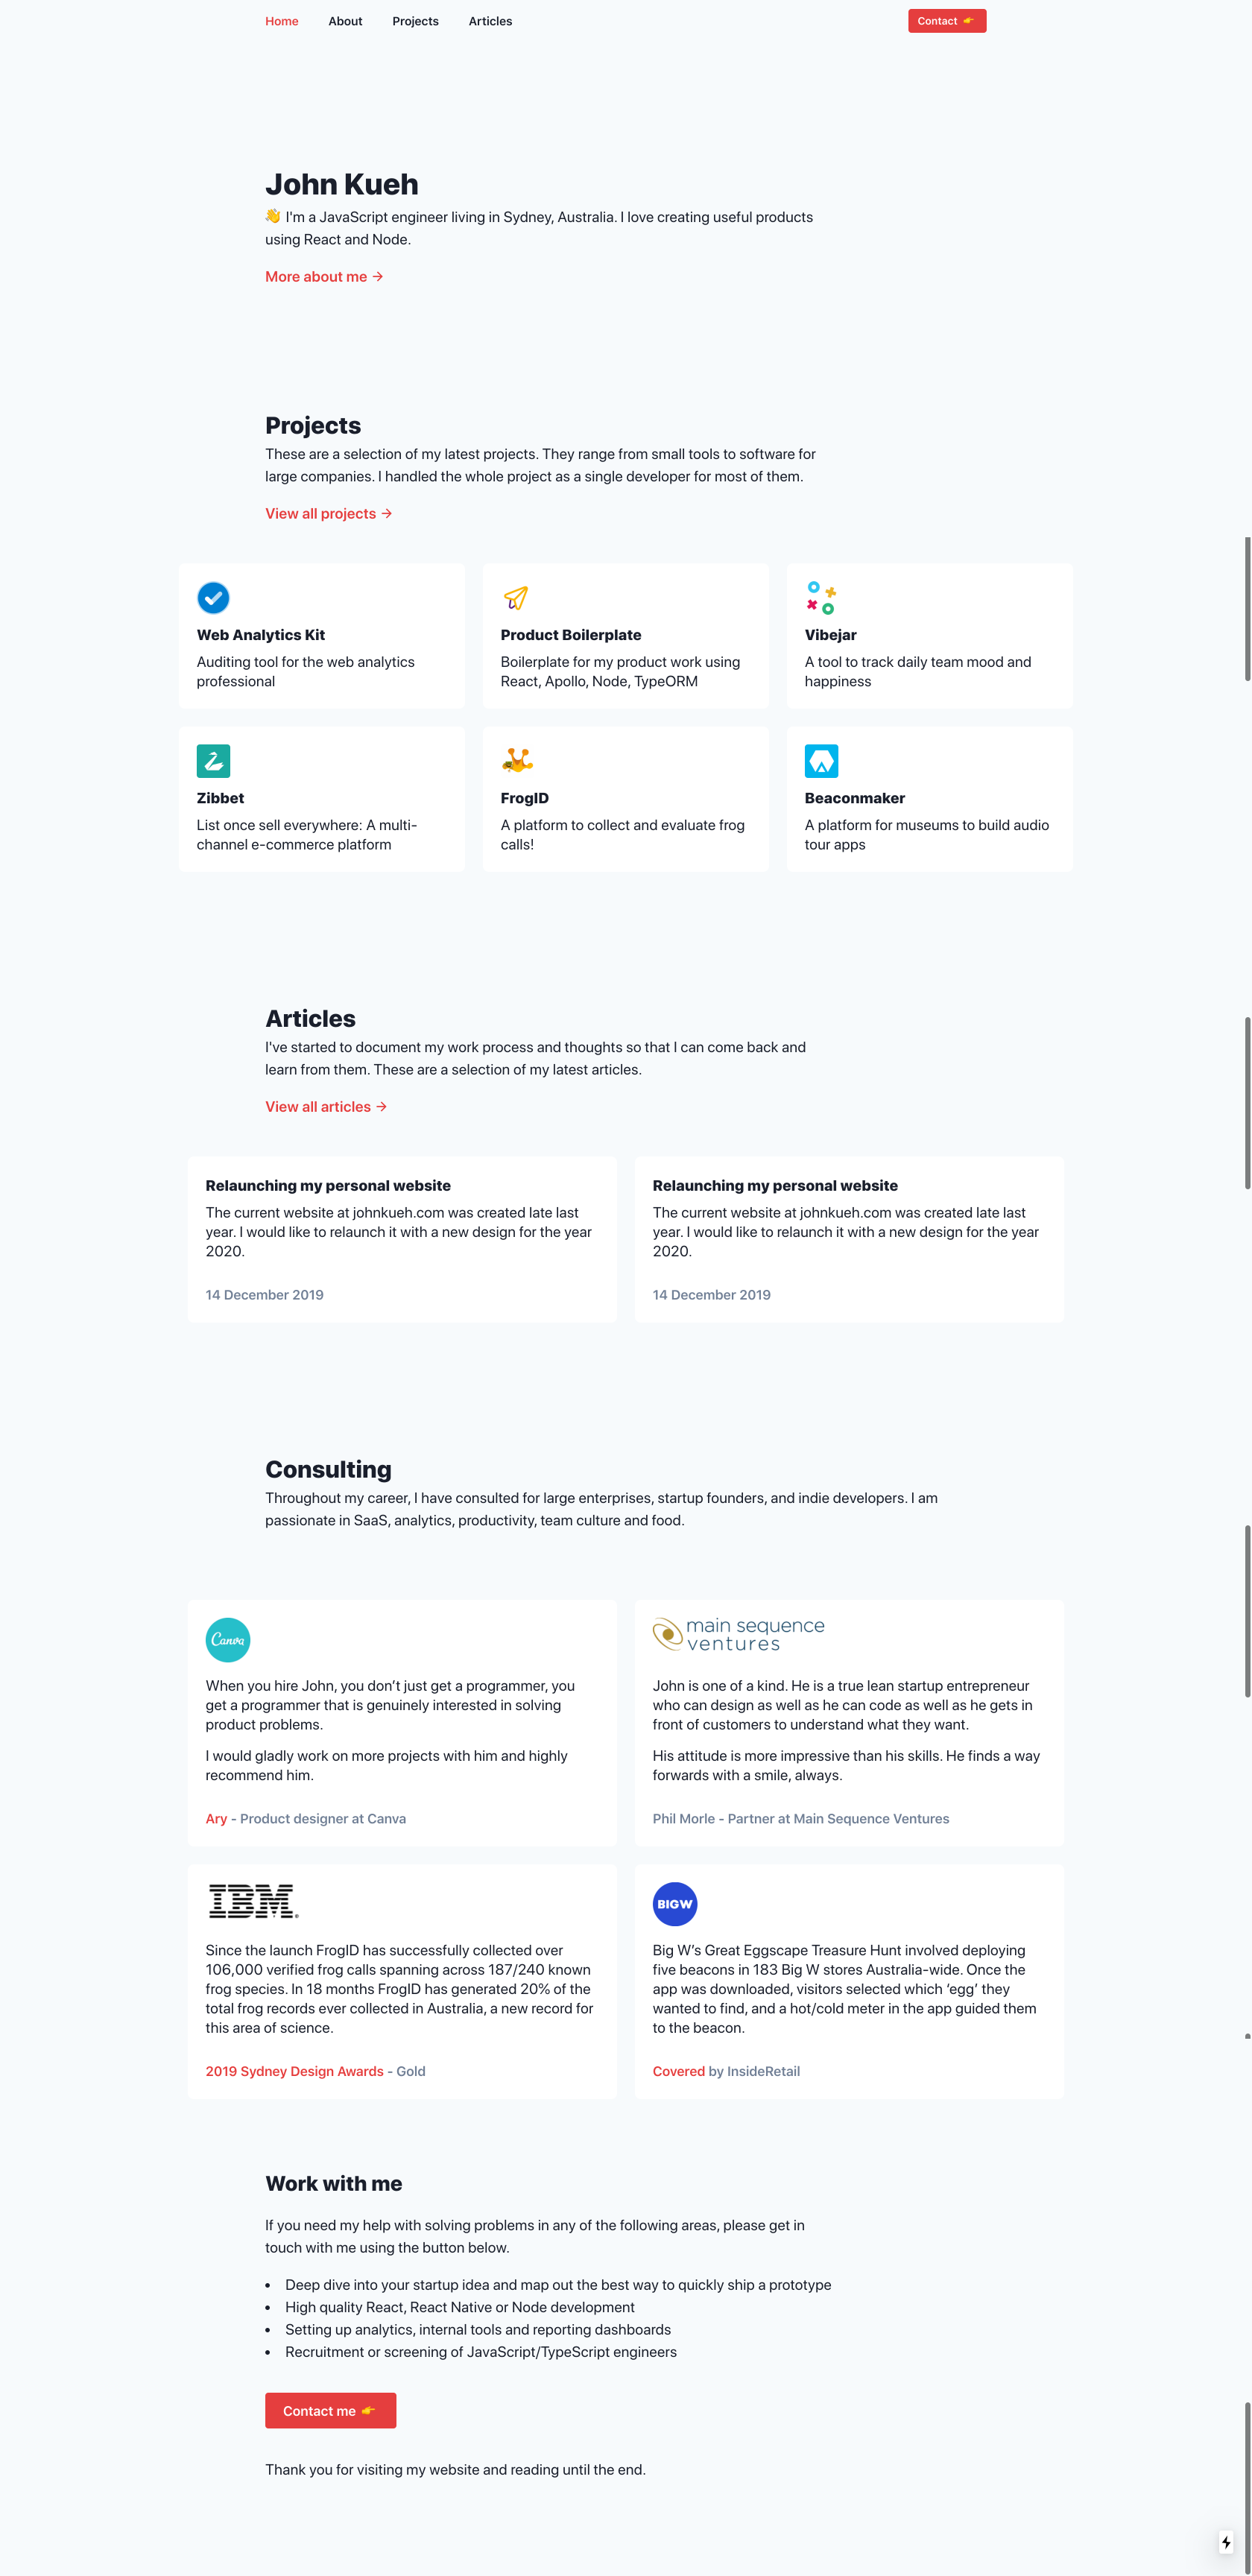 Home About Projects Articles Contact 👉
John Kueh
👋 I'm a JavaScript engineer living in Sydney, Australia. I love creating useful products
using React and Node.
More about me →
Projects
These are a selection of my latest projects. They range from small tools to software for
large companies. I handled the whole project as a single developer for most of them.
View all projects →
Web Analytics Kit
Auditing tool for the web analytics
professional
Product Boilerplate
Boilerplate for my product work using
React, Apollo, Node, TypeORM
Vibejar
A tool to track daily team mood and
happiness
Zibbet
List once sell everywhere: A multi-
channel e-commerce platform
FrogID
A platform to collect and evaluate frog
calls!
Beaconmaker
A platform for museums to build audio
tour apps
Articles
I've started to document my work process and thoughts so that I can come back and
learn from them. These are a selection of my latest articles.
View all articles →
Relaunching my personal website
The current website at johnkueh.com was created late last
year. I would like to relaunch it with a new design for the year
2020.
14 December 2019
Relaunching my personal website
The current website at johnkueh.com was created late last
year. I would like to relaunch it with a new design for the year
2020.
14 December 2019
Consulting
Throughout my career, I have consulted for large enterprises, startup founders, and indie developers. I am
passionate in SaaS, analytics, productivity, team culture and food.
Canva
When you hire John, you don’t just get a programmer, you
get a programmer that is genuinely interested in solving
product problems.
I would gladly work on more projects with him and highly
recommend him.
Ary - Product designer at Canva
main sequence
ventures
John is one of a kind. He is a true lean startup entrepreneur
who can design as well as he can code as well as he gets in
front of customers to understand what they want.
His attitude is more impressive than his skills. He finds a way
forwards with a smile, always.
Phil Morle - Partner at Main Sequence Ventures
IBM®
Since the launch FrogID has successfully collected over
106,000 verified frog calls spanning across 187/240 known
frog species. In 18 months FrogID has generated 20% of the
total frog records ever collected in Australia, a new record for
this area of science.
2019 Sydney Design Awards - Gold
BIGW
Big W’s Great Eggscape Treasure Hunt involved deploying
five beacons in 183 Big W stores Australia-wide. Once the
app was downloaded, visitors selected which ‘egg’ they
wanted to find, and a hot/cold meter in the app guided them
to the beacon.
Covered by InsideRetail
Work with me
If you need my help with solving problems in any of the following areas, please get in
touch with me using the button below.
• Deep dive into your startup idea and map out the best way to quickly ship a prototype
• High quality React, React Native or Node development
• Setting up analytics, internal tools and reporting dashboards
• Recruitment or screening of JavaScript/TypeScript engineers
Contact me 👉
Thank you for visiting my website and reading until the end.